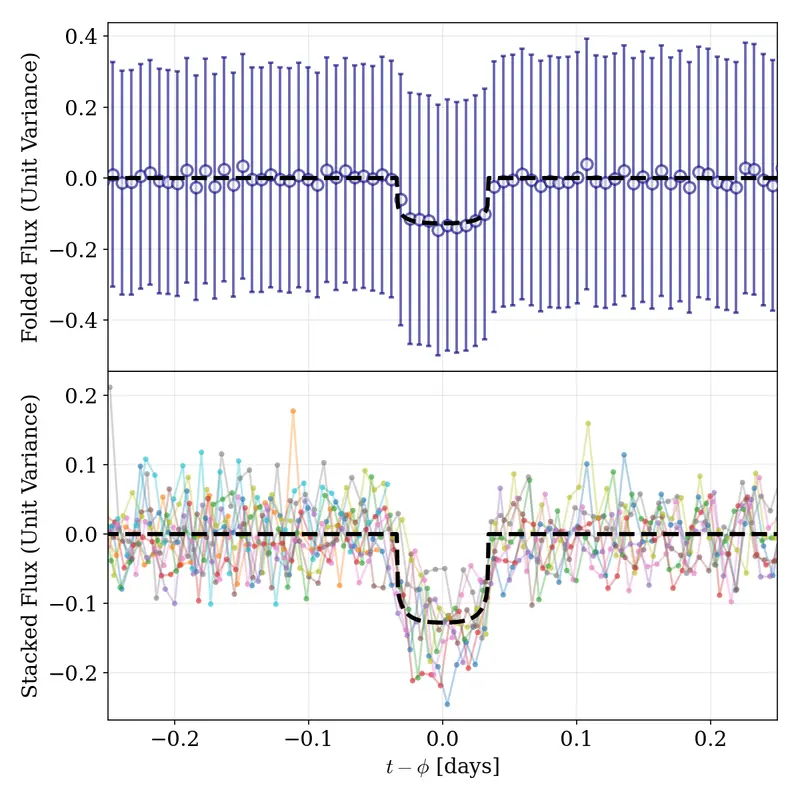 Folded Flux (Unit Variance)
0.4
0.2
0.0
−0.2
−0.4
Stacked Flux (Unit Variance)
0.2
0.1
0.0
−0.1
−0.2
−0.2 −0.1 0.0 0.1 0.2
t − ϕ [days]